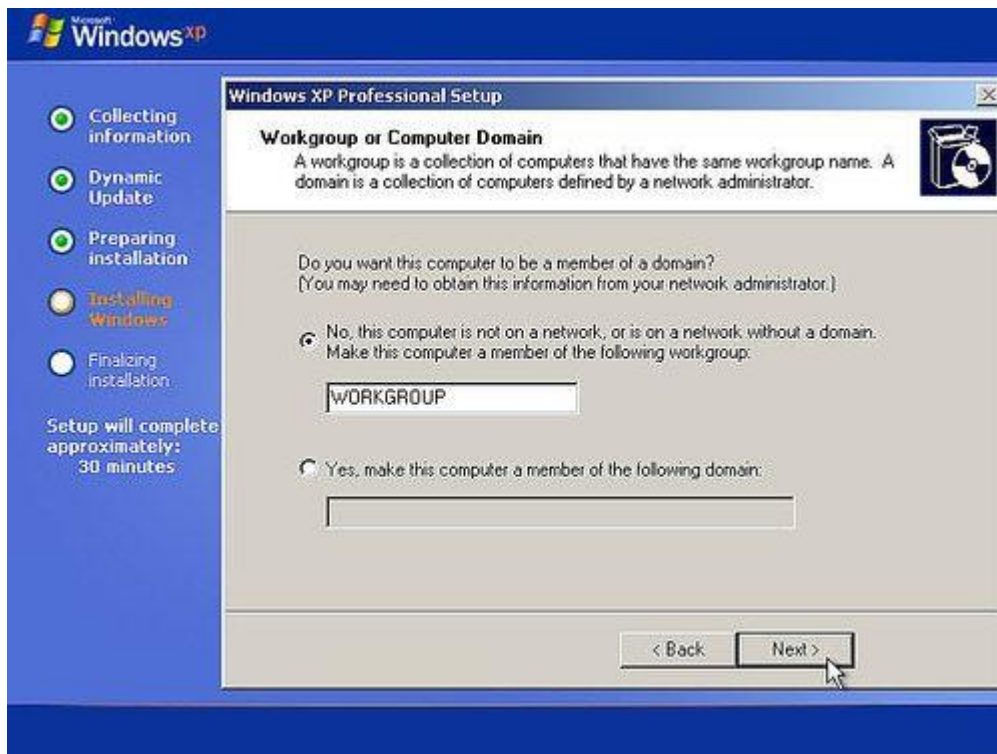 Microsoft
Windows xp
Collecting
information
Dynamic
Update
Preparing
installation
Installing
Windows
Finalizing
installation
Setup will complete
approximately:
30 minutes
Windows XP Professional Setup
Workgroup or Computer Domain
A workgroup is a collection of computers that have the same workgroup name. A
domain is a collection of computers defined by a network administrator.
Do you want this computer to be a member of a domain?
(You may need to obtain this information from your network administrator.)
No, this computer is not on a network, or is on a network without a domain.
Make this computer a member of the following workgroup:
WORKGROUP
Yes, make this computer a member of the following domain:
< Back
Next >